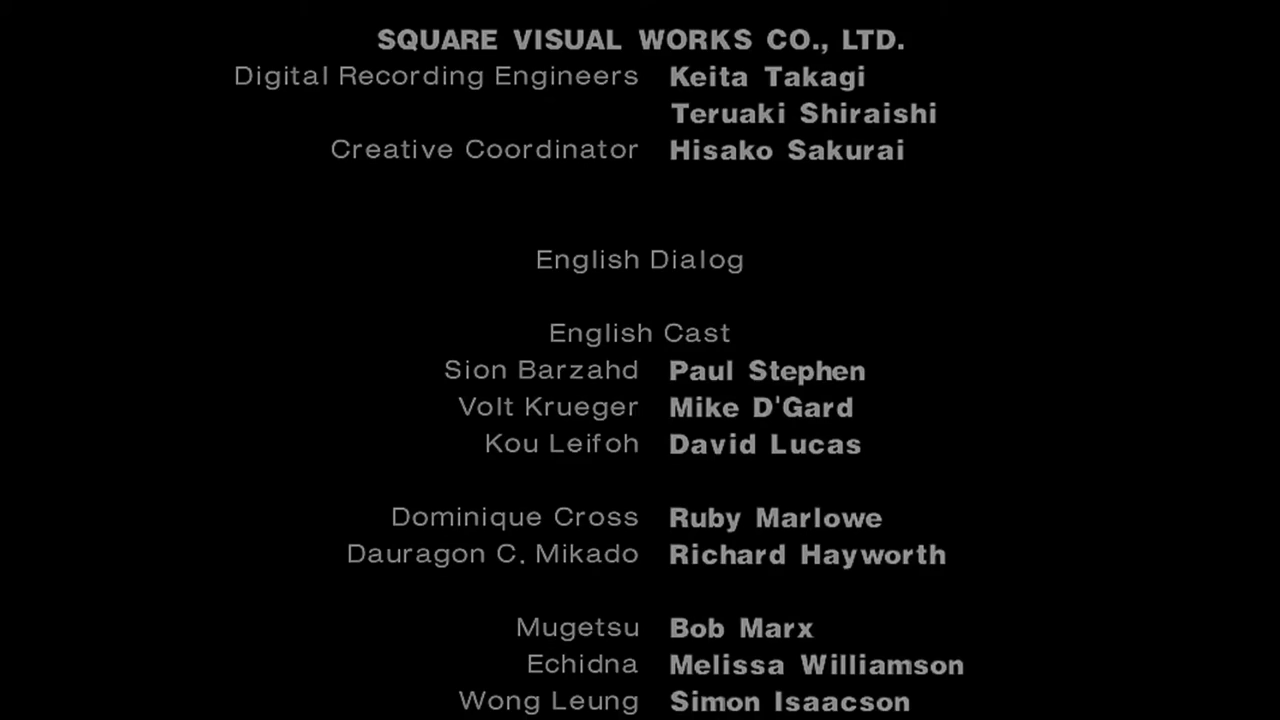 SQUARE VISUAL WORKS CO., LTD.
Digital Recording Engineers Keita Takagi
Teruaki Shiraishi
Creative Coordinator Hisako Sakurai
English Dialog
English Cast
Sion Barzahd Paul Stephen
Volt Krueger Mike D'Gard
Kou Leifoh David Lucas
Dominique Cross Ruby Marlowe
Dauragon C. Mikado Richard Hayworth
Mugetsu Bob Marx
Echidna Melissa Williamson
Wong Leung Simon Isaacson